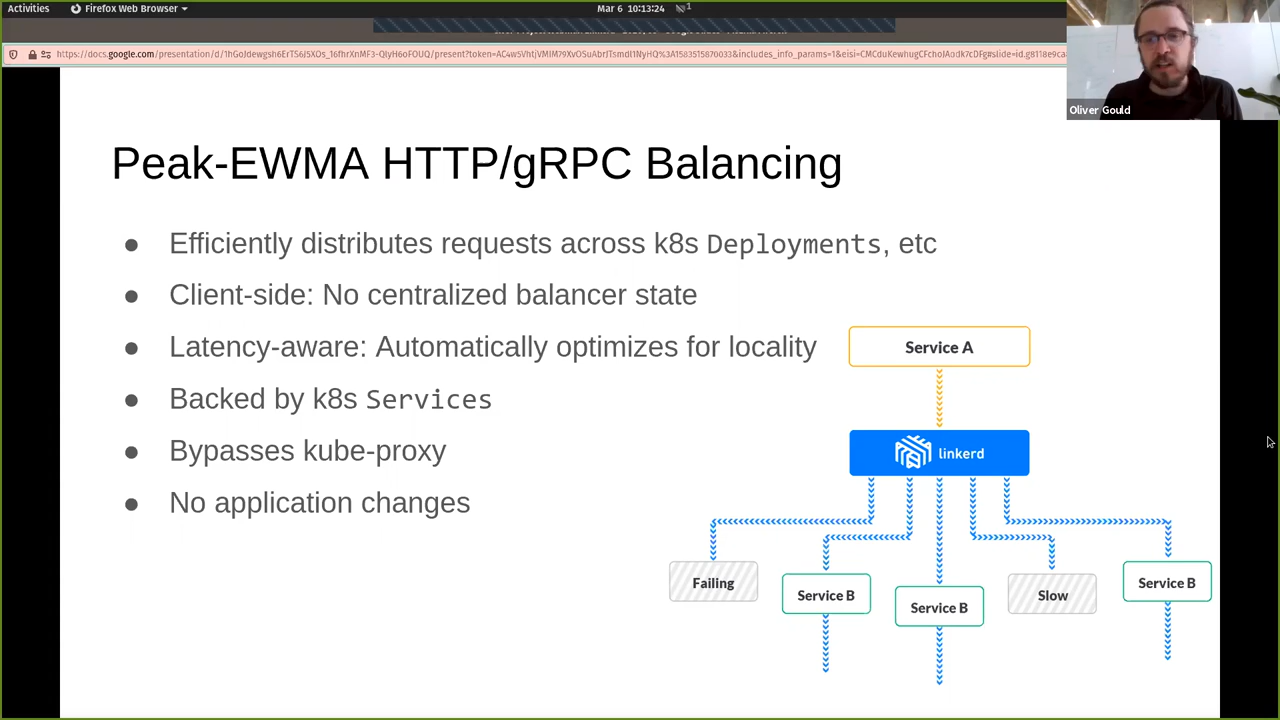 Activities
Firefox Web Browser
Mar 6 10:13:24
1
Oliver Gould
Peak-EWMA HTTP/gRPC Balancing
● Efficiently distributes requests across k8s Deployments, etc
● Client-side: No centralized balancer state
● Latency-aware: Automatically optimizes for locality
● Backed by k8s Services
● Bypasses kube-proxy
● No application changes
Service A
linkerd
Failing
Service B
Service B
Slow
Service B